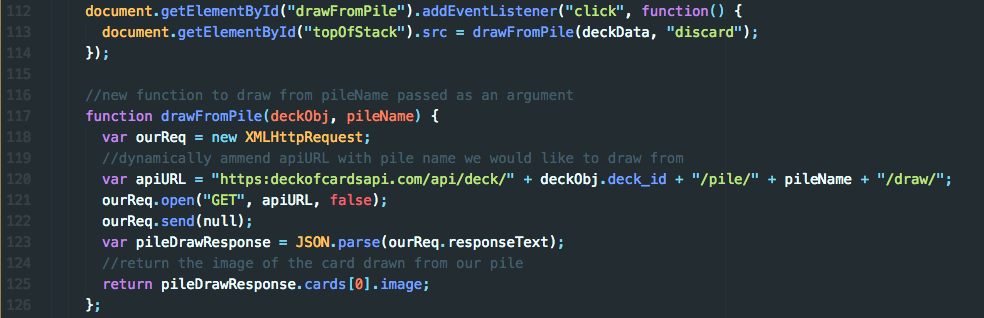 112 document.getElementById("drawFromPile").addEventListener("click", function() {
113 document.getElementById("topOfStack").src = drawFromPile(deckData, "discard");
114 });
115
116 //new function to draw from pileName passed as an argument
117 function drawFromPile(deckObj, pileName) {
118 var ourReq = new XMLHttpRequest;
119 //dynamically ammend apiURL with pile name we would like to draw from
120 var apiURL = "https:deckofcardsapi.com/api/deck/" + deckObj.deck_id + "/pile/" + pileName + "/draw/";
121 ourReq.open("GET", apiURL, false);
122 ourReq.send(null);
123 var pileDrawResponse = JSON.parse(ourReq.responseText);
124 //return the image of the card drawn from our pile
125 return pileDrawResponse.cards[0].image;
126 };